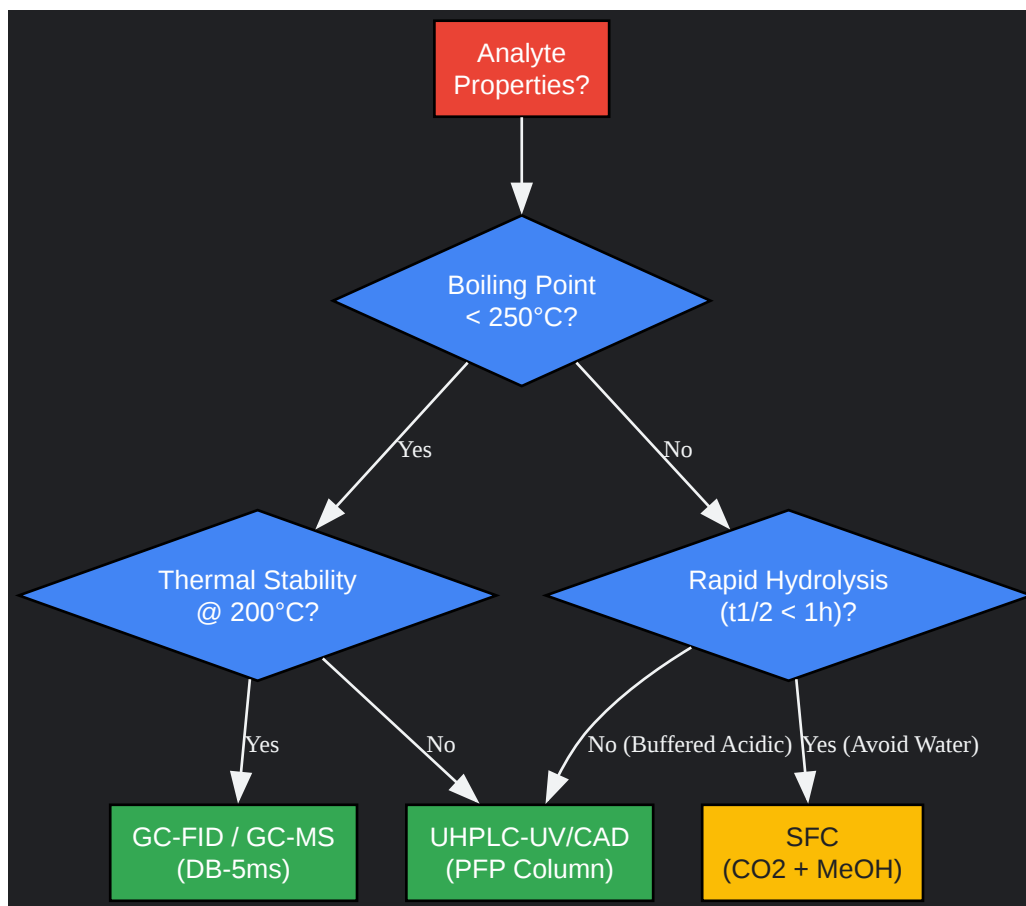 Analyte
Properties?
Boiling Point
< 250°C?
Yes
No
Thermal Stability
@ 200°C?
Rapid Hydrolysis
(t1/2 < 1h)?
Yes
No
No (Buffered Acidic)
Yes (Avoid Water)
GC-FID / GC-MS
(DB-5ms)
UHPLC-UV/CAD
(PFP Column)
SFC
(CO2 + MeOH)